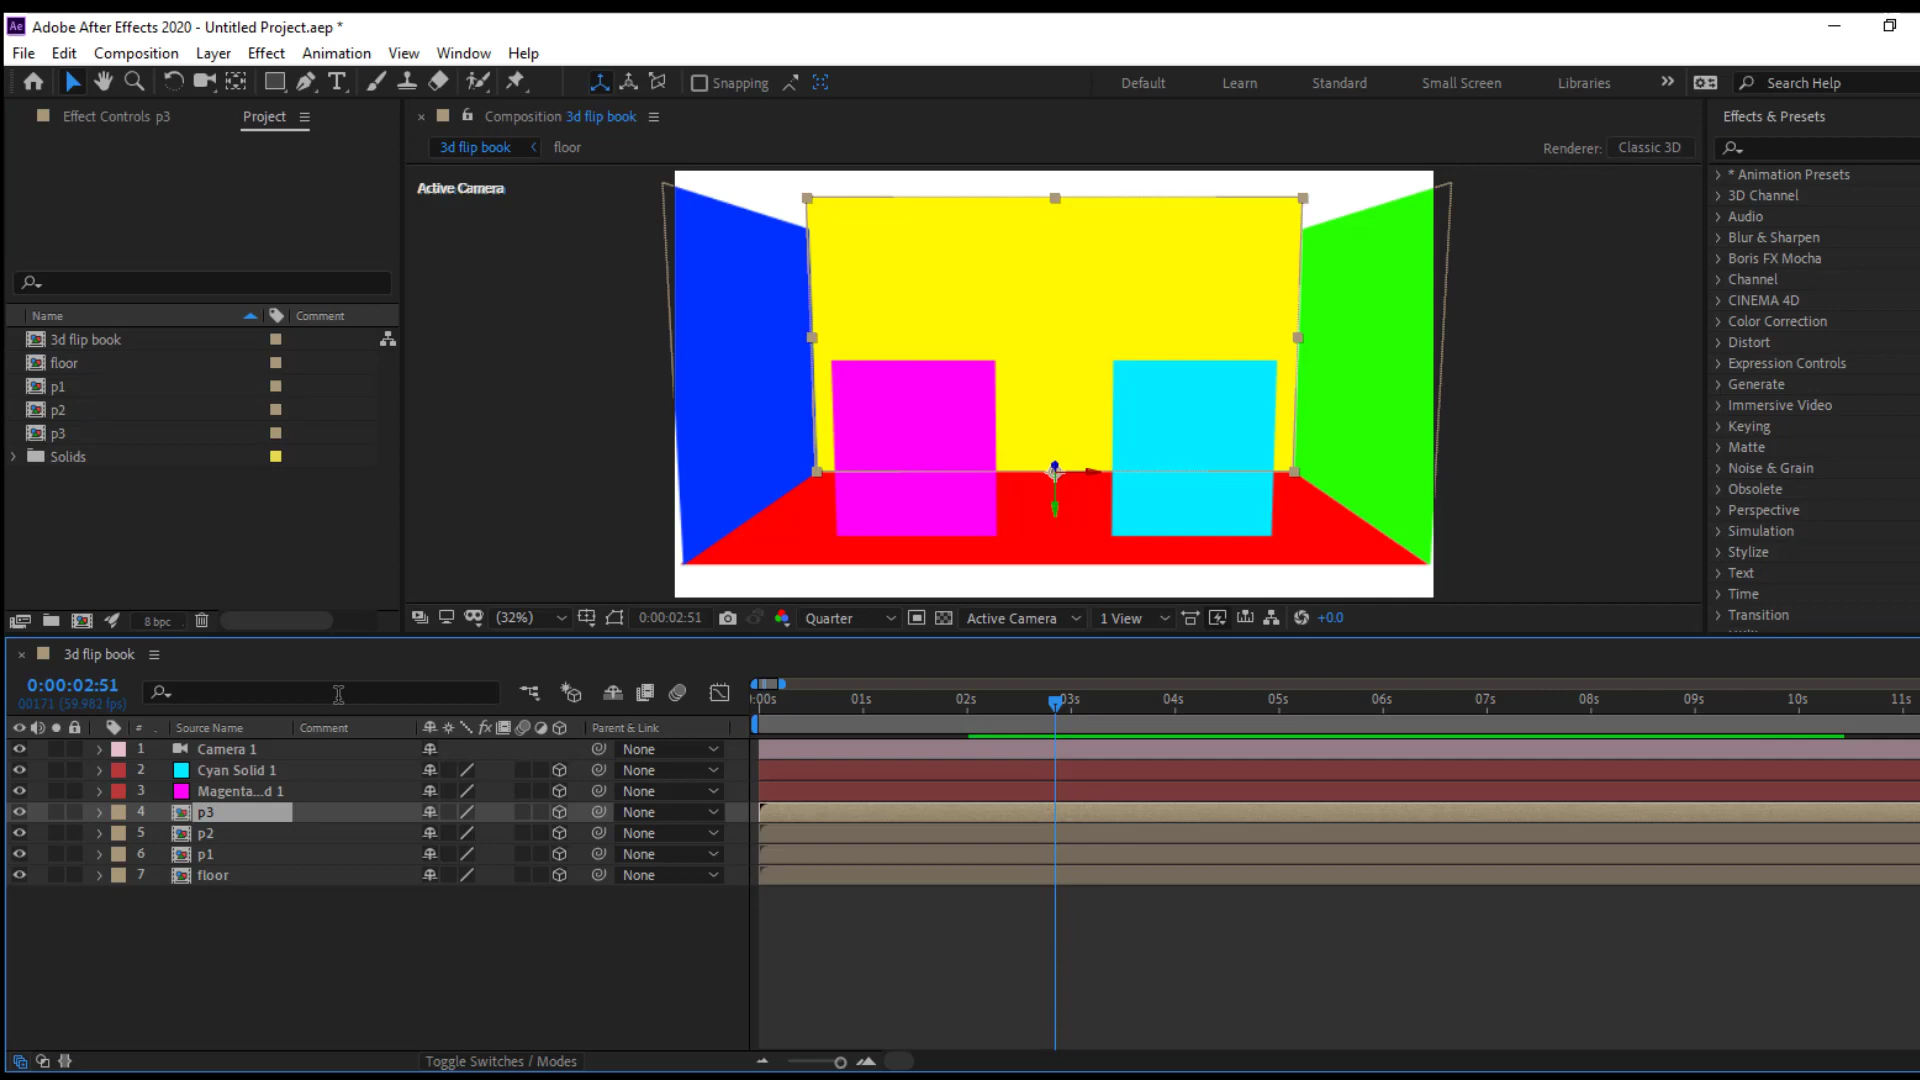 Ae Adobe After Effects 2020 - Untitled Project.aep *
File Edit Composition Layer Effect Animation View Window Help
Snapping Default Learn Standard Small Screen Libraries Search Help
Effect Controls p3 Project
Composition 3d flip book
Effects & Presets
3d flip book floor
Renderer: Classic 3D
Active Camera
* Animation Presets
3D Channel
Audio
Blur & Sharpen
Boris FX Mocha
Channel
CINEMA 4D
Color Correction
Distort
Expression Controls
Generate
Immersive Video
Keying
Matte
Noise & Grain
Obsolete
Perspective
Simulation
Stylize
Text
Time
Transition
Name Comment
3d flip book
floor
p1
p2
p3
Solids
8 bpc
(32%) 0:00:02:51 Quarter Active Camera 1 View +0.0
3d flip book
0:00:02:51
00171 (59.982 fps)
:00s 01s 02s 03s 04s 05s 06s 07s 08s 09s 10s 11s
# . Source Name Comment fx Parent & Link
1 Camera 1 None
2 Cyan Solid 1 None
3 Magenta...d 1 None
4 p3 None
5 p2 None
6 p1 None
7 floor None
Toggle Switches / Modes